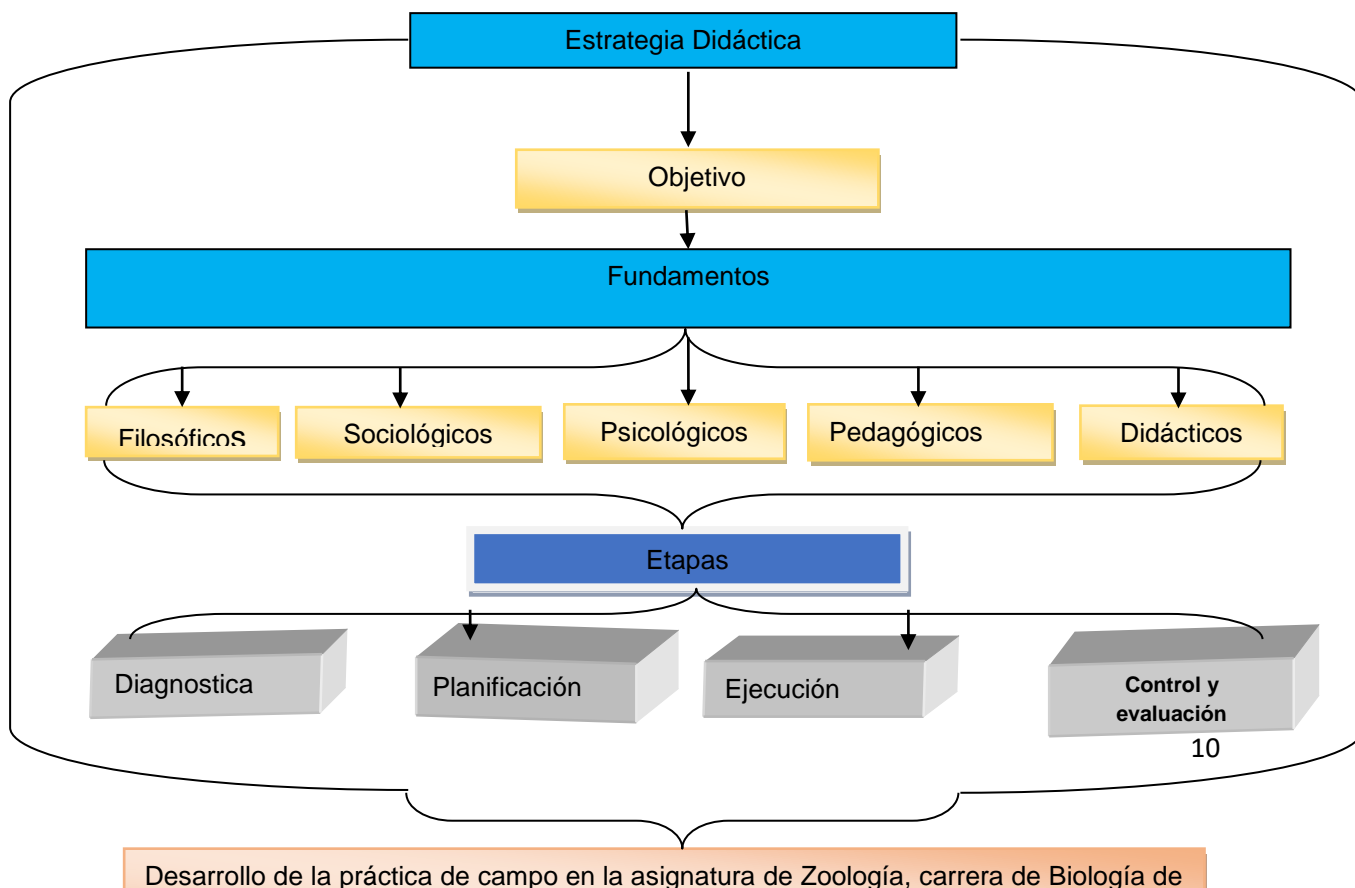 Estrategia Didáctica
Objetivo
Fundamentos
Filosóficos
Sociológicos
Psicológicos
Pedagógicos
Didácticos
Etapas
Diagnostica
Planificación
Ejecución
Control y
evaluación
10
Desarrollo de la práctica de campo en la asignatura de Zoología, carrera de Biología de